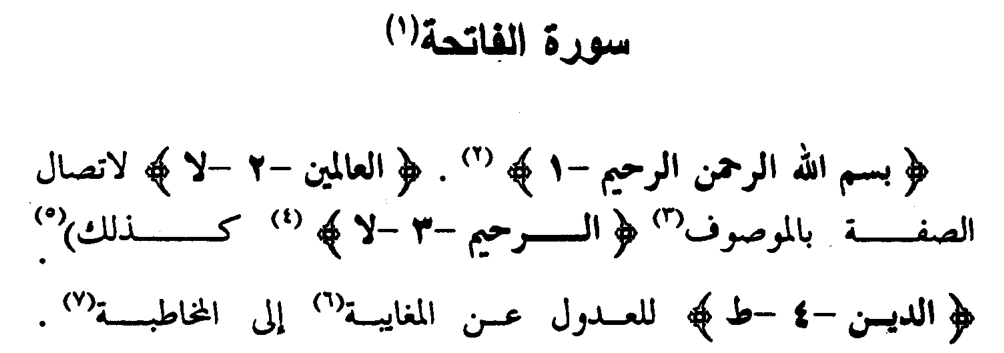 سورة الفاتحة(١)
﴿ بسم الله الرحمن الرحيم –١ ﴾ (٢) . ﴿ العالمين –٢ –لا ﴾ لاتصال
الصفة بالموصوف(٣) ﴿ الرحيم –٣ –لا ﴾ (٤) كذلك)(٥) .
﴿ الدين –٤ –ط ﴾ للعدول عن المغايبة(٦) إلى المخاطبة(٧) .